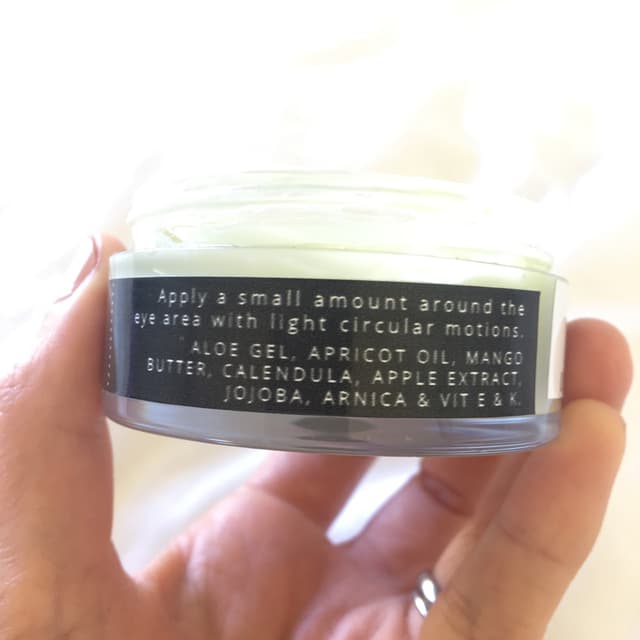 Apply a small amount around the
eye area with light circular motions.
ALOE GEL, APRICOT OIL, MANGO
BUTTER, CALENDULA, APPLE EXTRACT,
JOJOBA, ARNICA & VIT E & K.